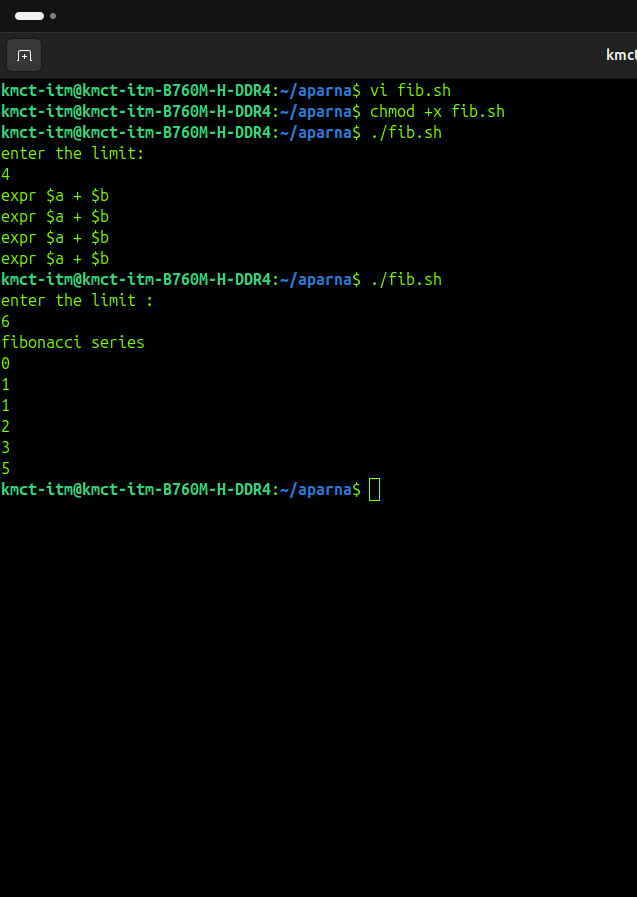 kmct
kmct-itm@kmct-itm-B760M-H-DDR4:~/aparna$ vi fib.sh
kmct-itm@kmct-itm-B760M-H-DDR4:~/aparna$ chmod +x fib.sh
kmct-itm@kmct-itm-B760M-H-DDR4:~/aparna$ ./fib.sh
enter the limit:
4
expr $a + $b
expr $a + $b
expr $a + $b
expr $a + $b
kmct-itm@kmct-itm-B760M-H-DDR4:~/aparna$ ./fib.sh
enter the limit :
6
fibonacci series
0
1
1
2
3
5
kmct-itm@kmct-itm-B760M-H-DDR4:~/aparna$